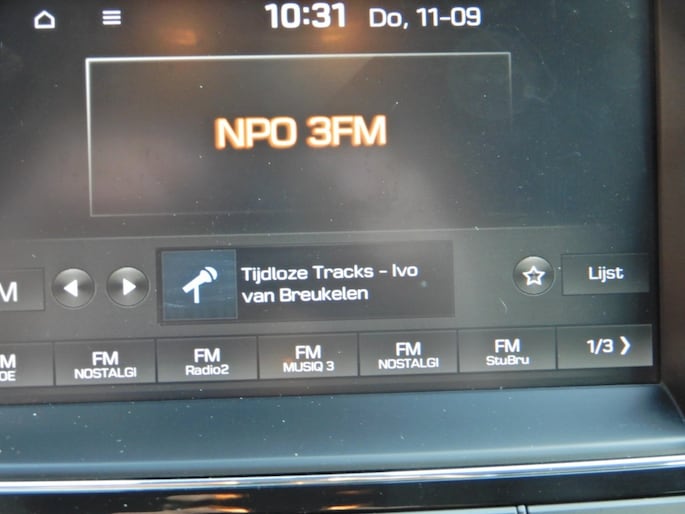 10:31 Do, 11-09
NPO 3FM
Tijdloze Tracks - Ivo
van Breukelen
Lijst
FM
NOSTALGI
FM
Radio2
FM
MUSIQ 3
FM
NOSTALGI
FM
StuBru
1/3 ❯